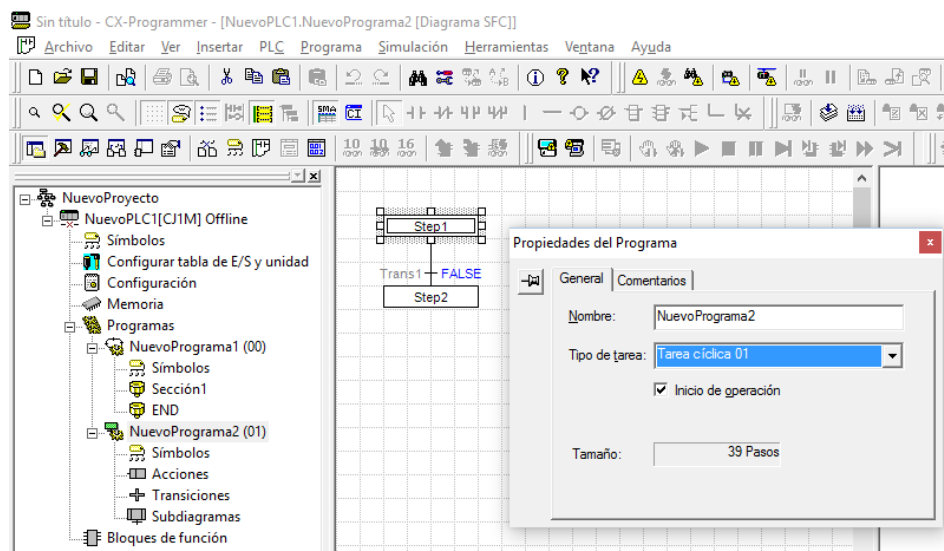 Sin título - CX-Programmer - [NuevoPLC1.NuevoPrograma2 [Diagrama SFC]]
Archivo Editar Ver Insertar PLC Programa Simulación Herramientas Ventana Ayuda
NuevoProyecto
NuevoPLC1[CJ1M] Offline
Símbolos
Configurar tabla de E/S y unidad
Configuración
Memoria
Programas
NuevoPrograma1 (00)
Símbolos
Sección1
END
NuevoPrograma2 (01)
Símbolos
Acciones
Transiciones
Subdiagramas
Bloques de función
Step1
Trans1 FALSE
Step2
Propiedades del Programa
General Comentarios
Nombre: NuevoPrograma2
Tipo de tarea: Tarea cíclica 01
Inicio de operación
Tamaño: 39 Pasos